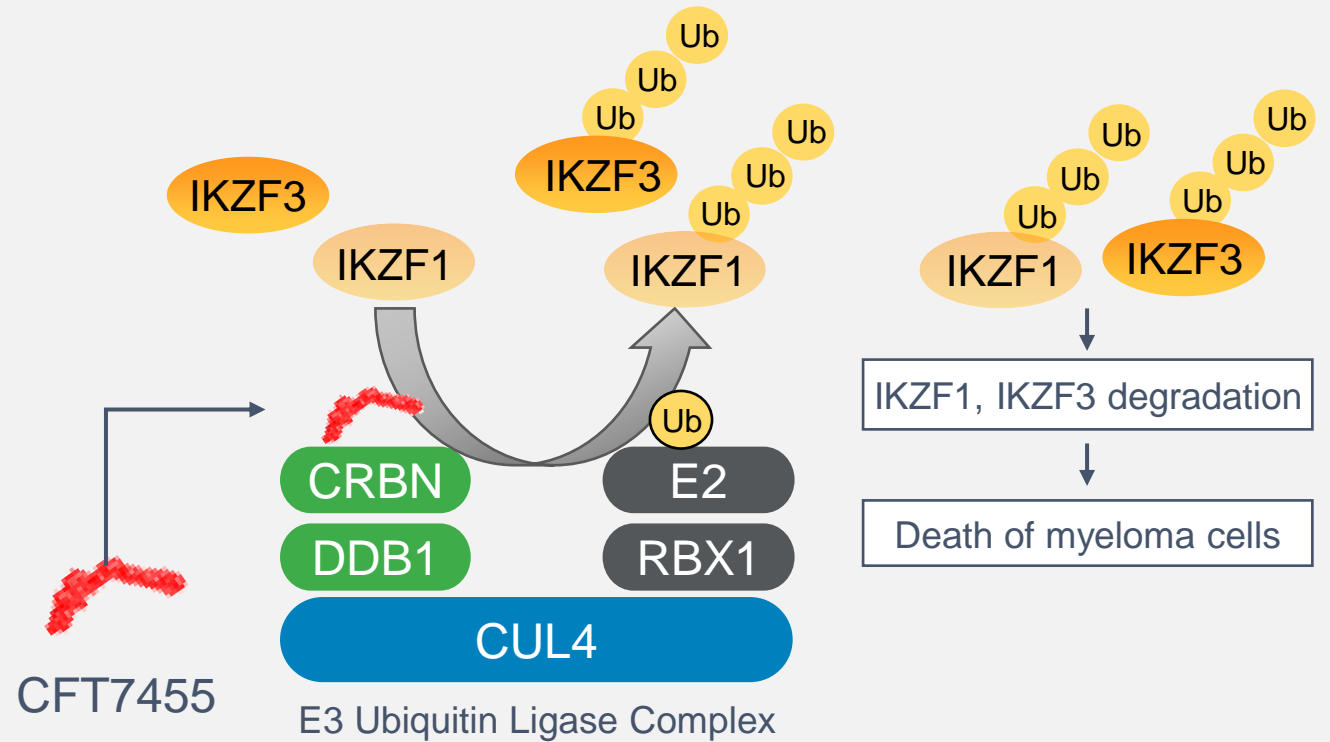 Ub
Ub
Ub
IKZF3
Ub
Ub
Ub
IKZF1
IKZF3
IKZF1
Ub
CRBN
E2
DDB1
RBX1
CUL4
E3 Ubiquitin Ligase Complex
CFT7455
Ub
Ub
Ub
IKZF1
Ub
Ub
Ub
IKZF3
IKZF1, IKZF3 degradation
Death of myeloma cells